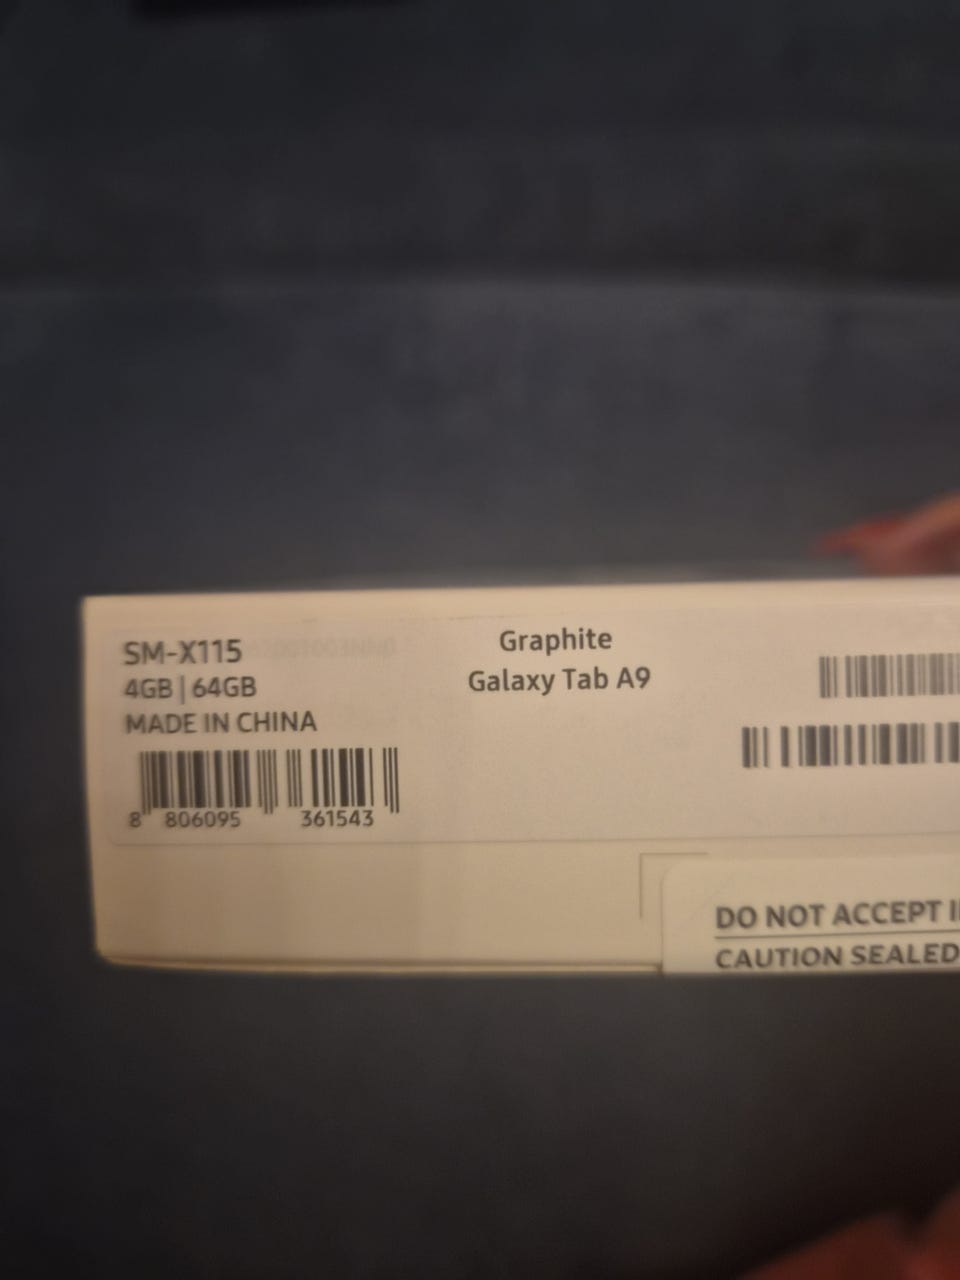 SM-X115
4GB | 64GB
MADE IN CHINA
8 806095 361543
Graphite
Galaxy Tab A9
DO NOT ACCEPT
CAUTION SEALED